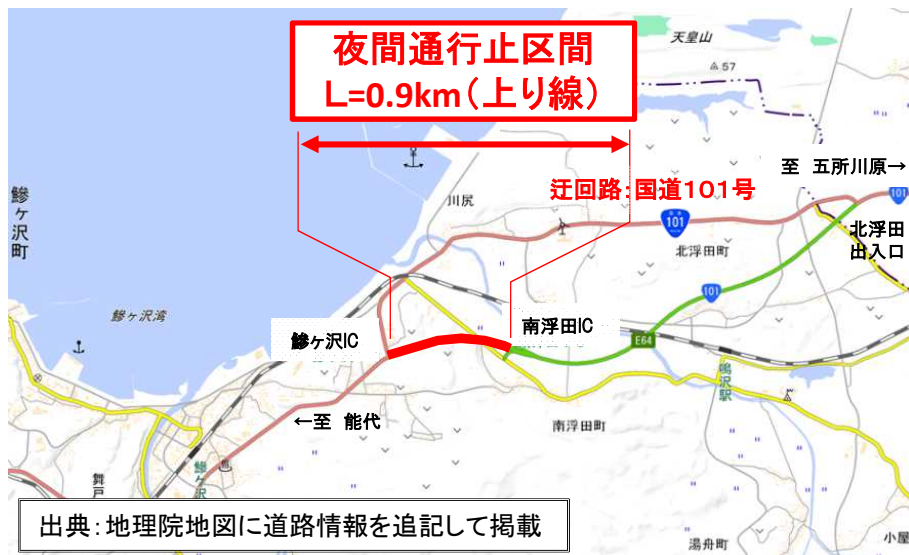 夜間通行止区間
L=0.9km（上り線）
天皇山
57
至 五所川原→
鰺ヶ沢町
川尻
迂回路：国道１０１号
101
101
北浮田町
北浮田
出入口
101
鰺ヶ沢湾
鰺ヶ沢IC
南浮田IC
E64
鳴沢駅
←至 能代
南浮田町
舞戸
鰺ヶ沢
出典：地理院地図に道路情報を追記して掲載
湯舟町
小屋